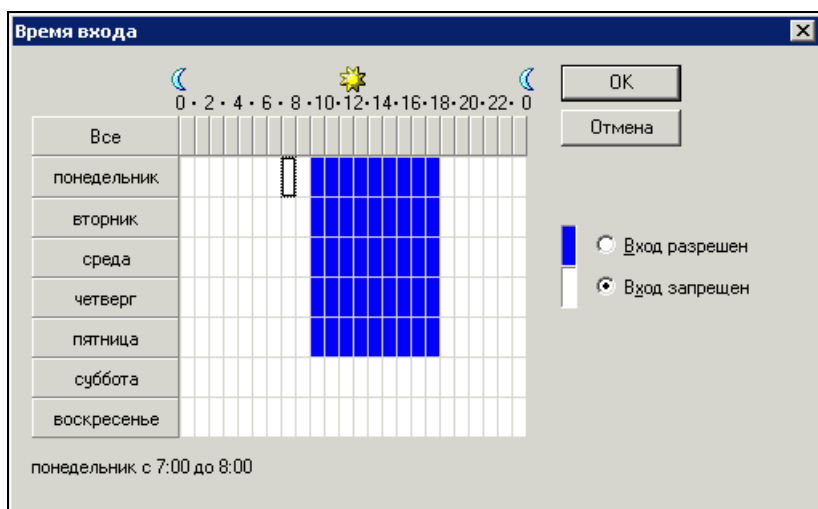 Время входа
OK
0 · 2 · 4 · 6 · 8 ·10·12·14·16·18·20·22· 0
Отмена
Все
понедельник
вторник
среда
Вход разрешен
четверг
Вход запрещен
пятница
суббота
воскресенье
понедельник с 7:00 до 8:00